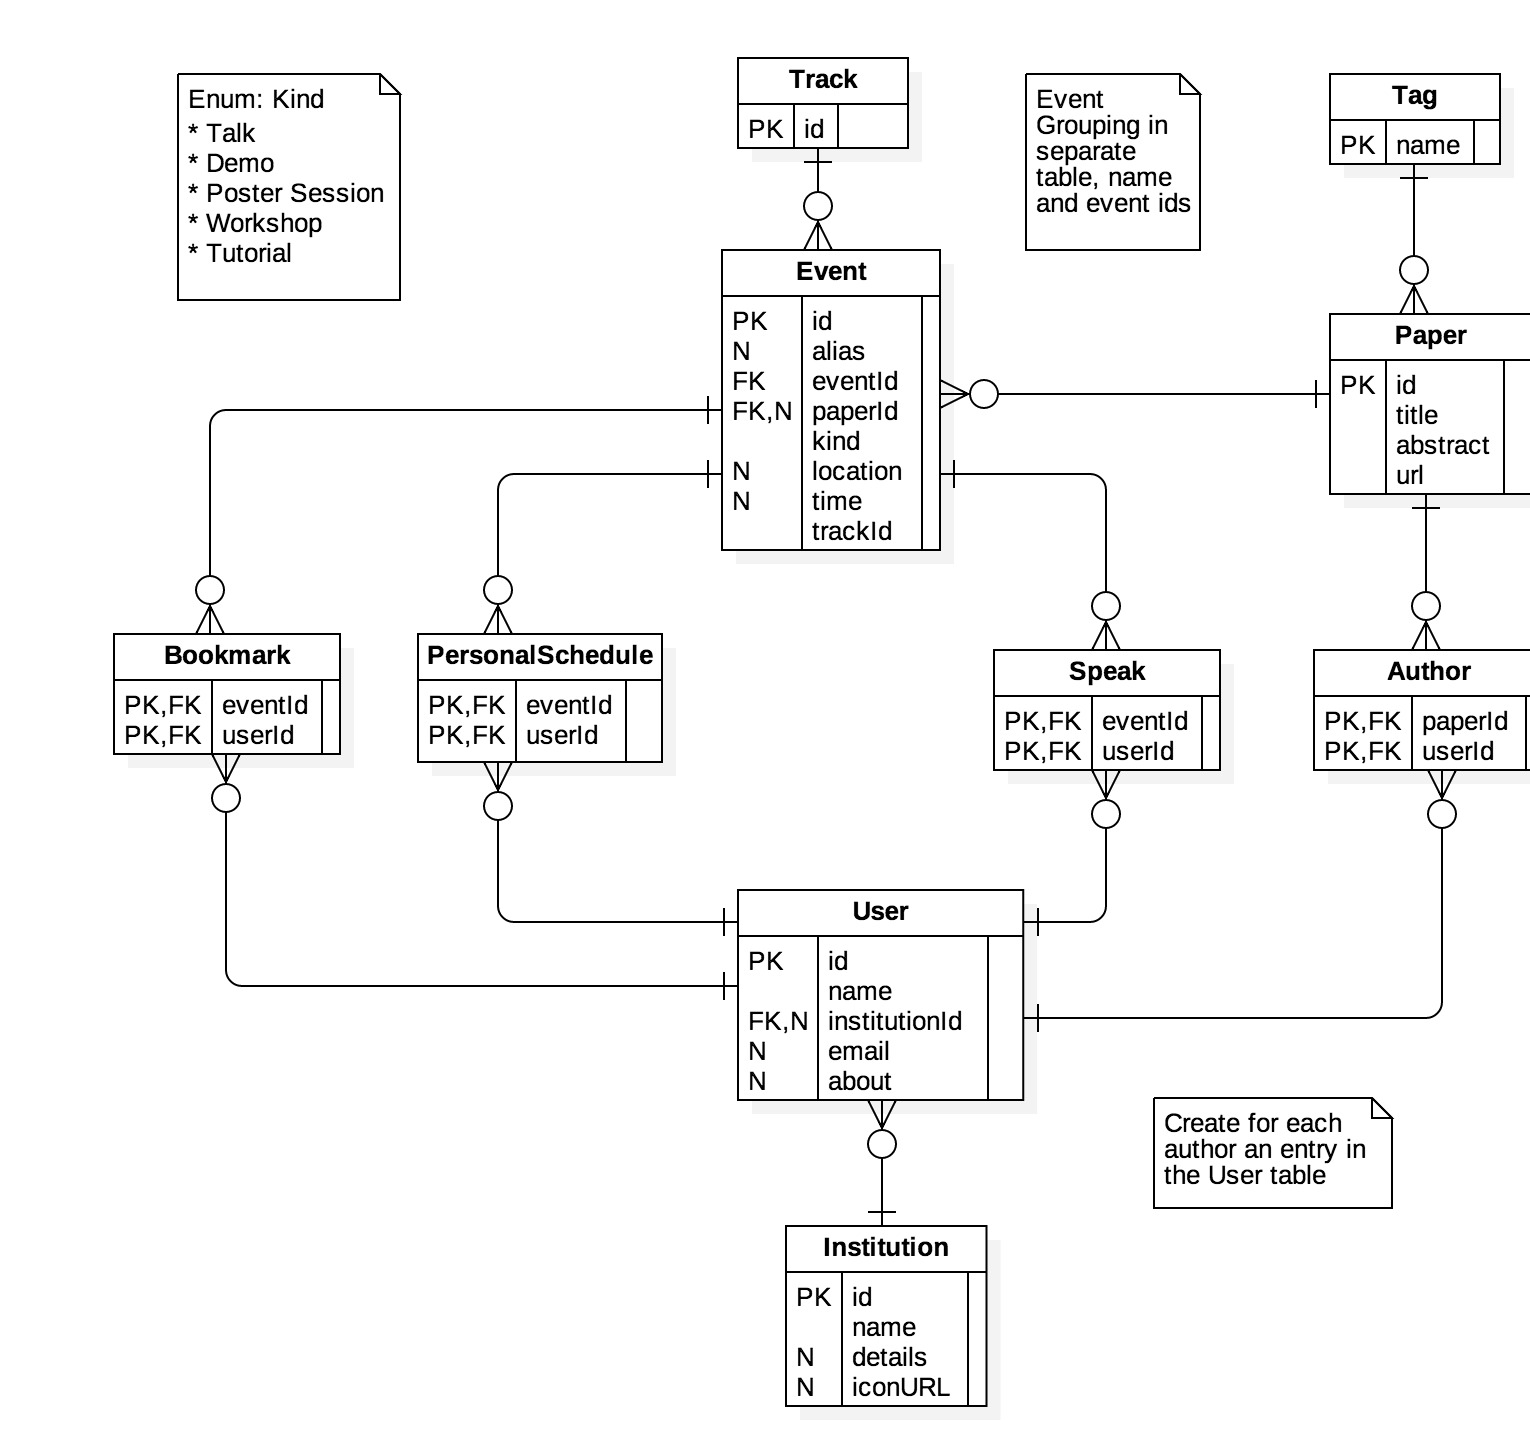 Enum: Kind
* Talk
* Demo
* Poster Session
* Workshop
* Tutorial
Track
PK id
Event
Grouping in
separate
table, name
and event ids
Tag
PK name
Event
PK id
N alias
FK eventId
FK,N paperId
kind
N location
N time
trackId
Paper
PK id
title
abstract
url
Bookmark
PK,FK eventId
PK,FK userId
PersonalSchedule
PK,FK eventId
PK,FK userId
Speak
PK,FK eventId
PK,FK userId
Author
PK,FK paperId
PK,FK userId
User
PK id
name
FK,N institutionId
N email
N about
Create for each
author an entry in
the User table
Institution
PK id
name
N details
N iconURL